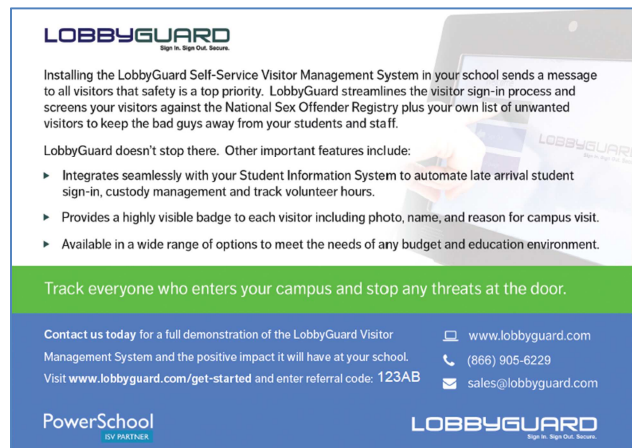 LOBBYGUARD
Sign In. Sign Out. Secure.
Installing the LobbyGuard Self-Service Visitor Management System in your school sends a message
to all visitors that safety is a top priority.  LobbyGuard streamlines the visitor sign-in process and
screens your visitors against the National Sex Offender Registry plus your own list of unwanted
visitors to keep the bad guys away from your students and staff.
LobbyGuard doesn't stop there.  Other important features include:
▶ Integrates seamlessly with your Student Information System to automate late arrival student
sign-in, custody management and track volunteer hours.
▶ Provides a highly visible badge to each visitor including photo, name, and reason for campus visit.
▶ Available in a wide range of options to meet the needs of any budget and education environment.
LOBBYGUARD
Track everyone who enters your campus and stop any threats at the door.
Contact us today for a full demonstration of the LobbyGuard Visitor
Management System and the positive impact it will have at your school.
Visit www.lobbyguard.com/get-started and enter referral code: 123AB
www.lobbyguard.com
(866) 905-6229
sales@lobbyguard.com
PowerSchool
ISV PARTNER
LOBBYGUARD
Sign In. Sign Out. Secure.